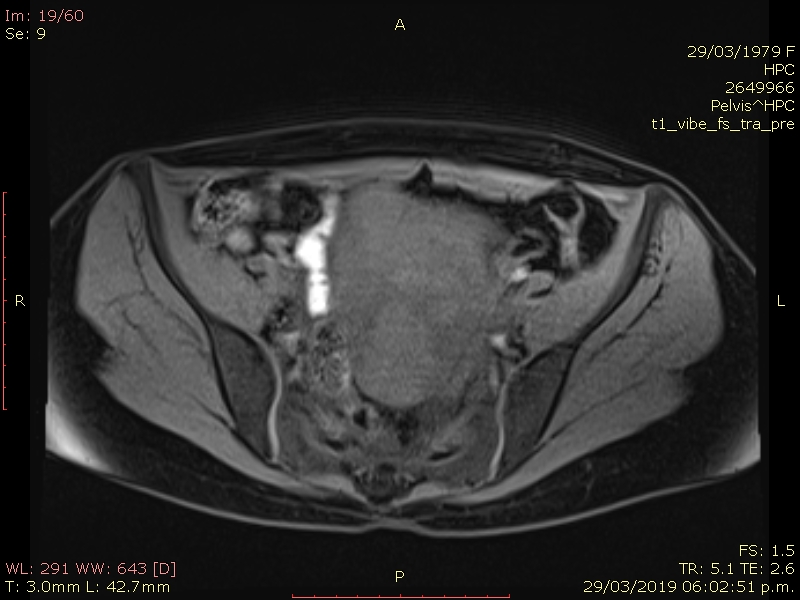 Im: 19/60
Se: 9
A
29/03/1979 F
HPC
2649966
Pelvis^HPC
t1_vibe_fs_tra_pre
R
L
WL: 291 WW: 643 [D]
T: 3.0mm L: 42.7mm
P
FS: 1.5
TR: 5.1 TE: 2.6
29/03/2019 06:02:51 p.m.